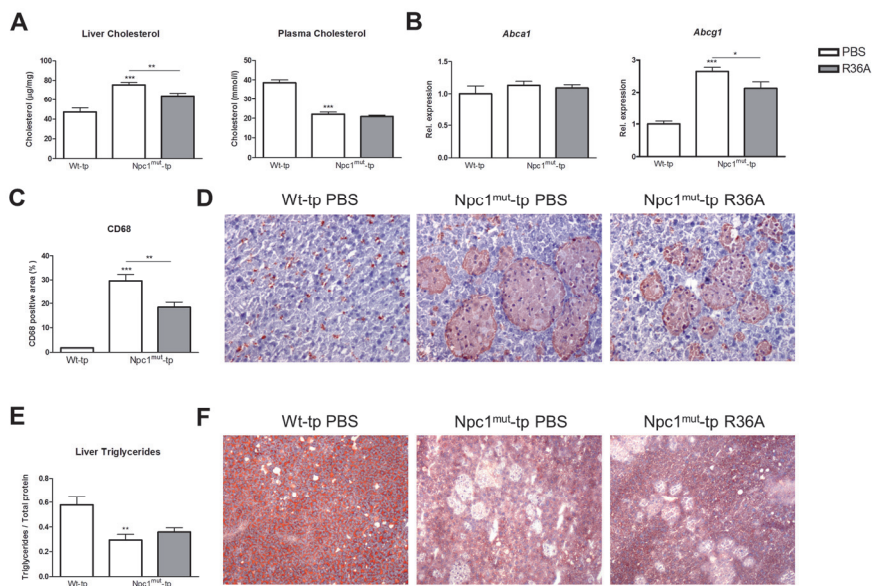 A
Liver Cholesterol
Cholesterol (µg/mg)
100
80
60
40
20
0
***
**
Wt-tp
Npc1mut-tp
Plasma Cholesterol
Cholesterol (mmol/l)
50
40
30
20
10
0
***
Wt-tp
Npc1mut-tp
B
Abca1
Rel. expression
1.5
1.0
0.5
0.0
Wt-tp
Npc1mut-tp
Abcg1
Rel. expression
3
2
1
0
***
*
Wt-tp
Npc1mut-tp
PBS
R36A
C
CD68
CD68 positive area (%)
40
30
20
10
0
***
**
Wt-tp
Npc1mut-tp
D
Wt-tp PBS
Npc1mut-tp PBS
Npc1mut-tp R36A
E
Liver Triglycerides
Triglycerides / Total protein
0.8
0.6
0.4
0.2
0.0
**
Wt-tp
Npc1mut-tp
F
Wt-tp PBS
Npc1mut-tp PBS
Npc1mut-tp R36A